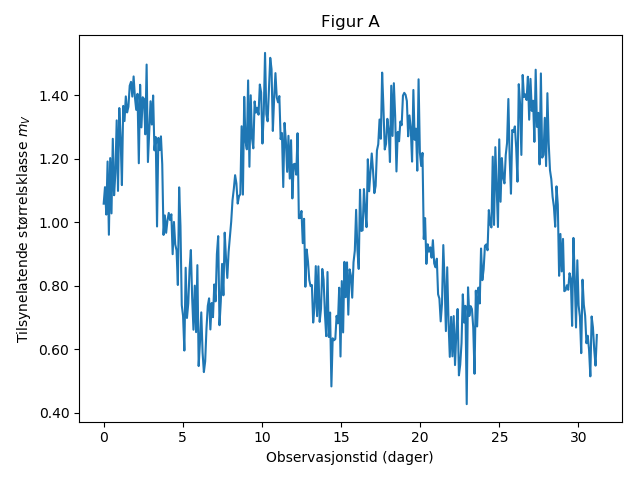 Figur A
Tilsynelatende størrelsklasse $m_V$
1.40
1.20
1.00
0.80
0.60
0.40
0 5 10 15 20 25 30
Observasjonstid (dager)